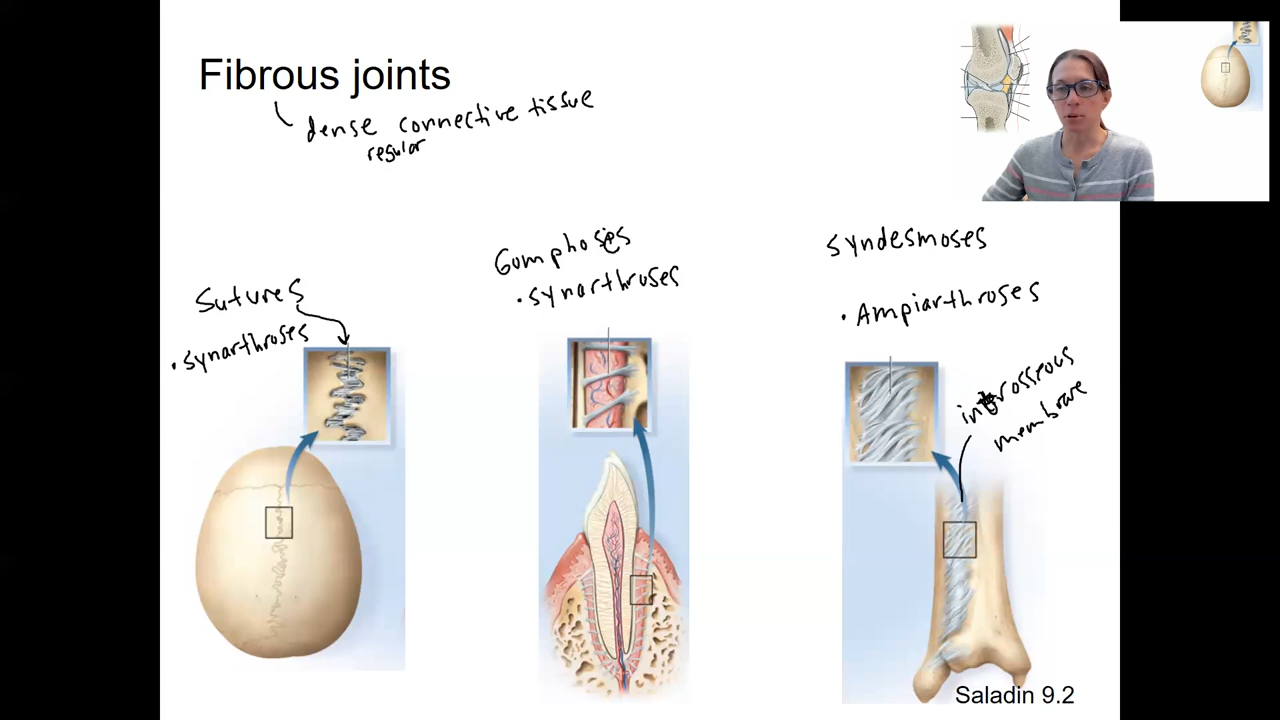 Fibrous joints
dense connective tissue
regular
Sutures
• synarthroses
Gomphoses
• synarthroses
syndesmoses
• Ampiarthroses
interosseous
membrane
Saladin 9.2